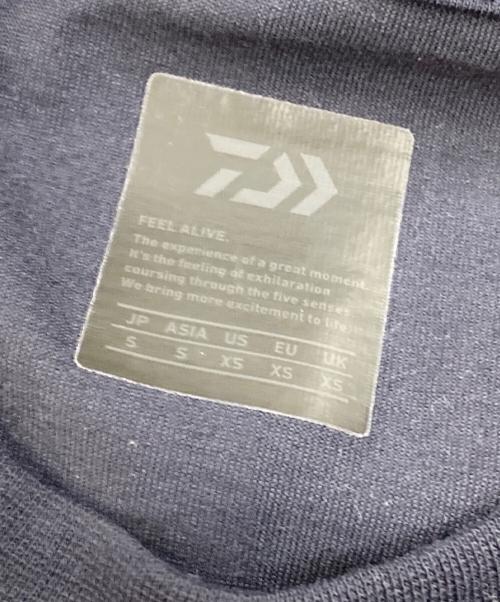 FEEL ALIVE.
The experience of a great moment.
It's the feeling of exhilaration
coursing through the five senses.
We bring more excitement to life.
JP ASIA US EU UK
S S XS XS XS